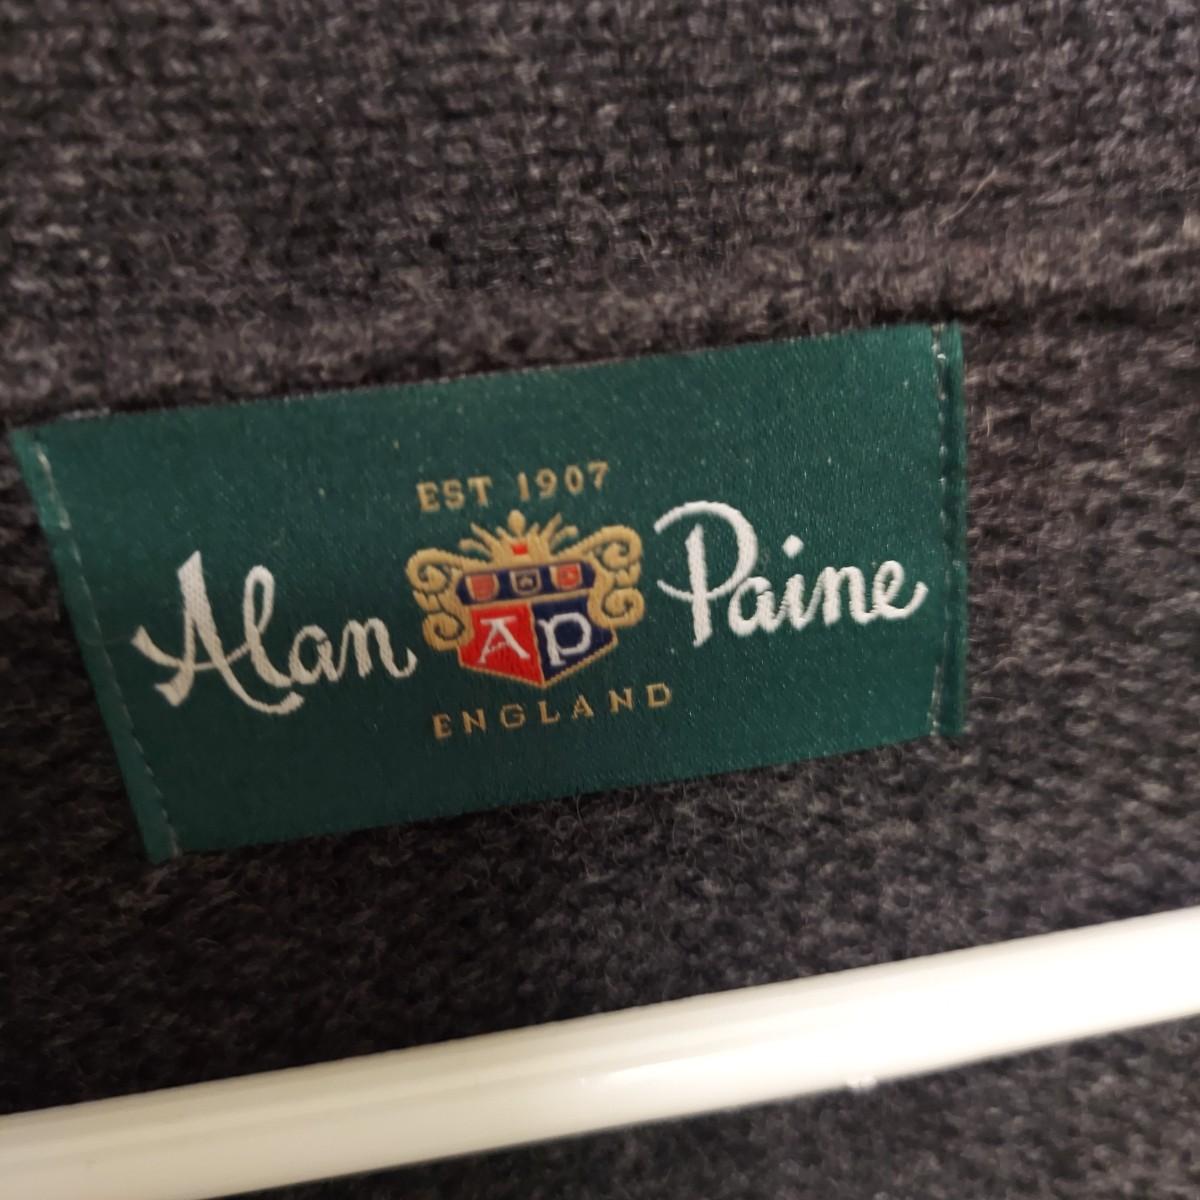 EST 1907
Alan Paine
AP
ENGLAND